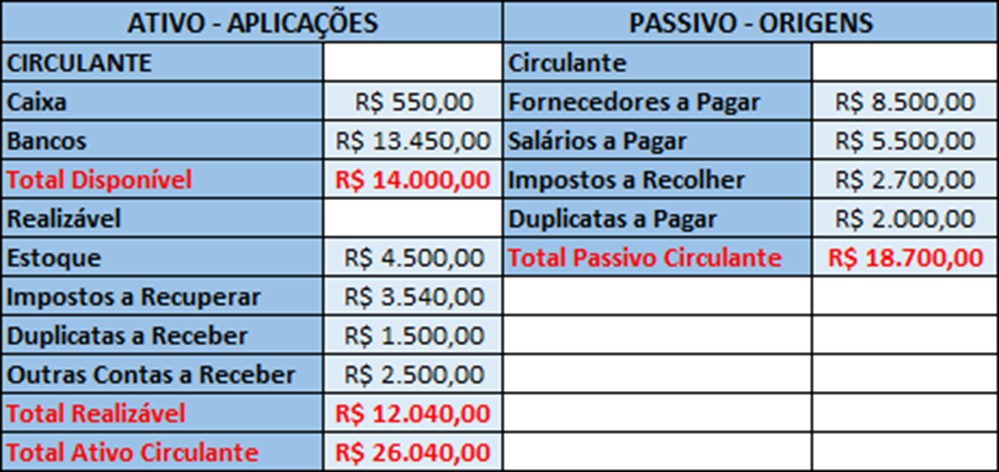 ATIVO - APLICAÇÕES PASSIVO - ORIGENS
CIRCULANTE Circulante
Caixa R$ 550,00 Fornecedores a Pagar R$ 8.500,00
Bancos R$ 13.450,00 Salários a Pagar R$ 5.500,00
Total Disponível R$ 14.000,00 Impostos a Recolher R$ 2.700,00
Realizável Duplicatas a Pagar R$ 2.000,00
Estoque R$ 4.500,00 Total Passivo Circulante R$ 18.700,00
Impostos a Recuperar R$ 3.540,00
Duplicatas a Receber R$ 1.500,00
Outras Contas a Receber R$ 2.500,00
Total Realizável R$ 12.040,00
Total Ativo Circulante R$ 26.040,00